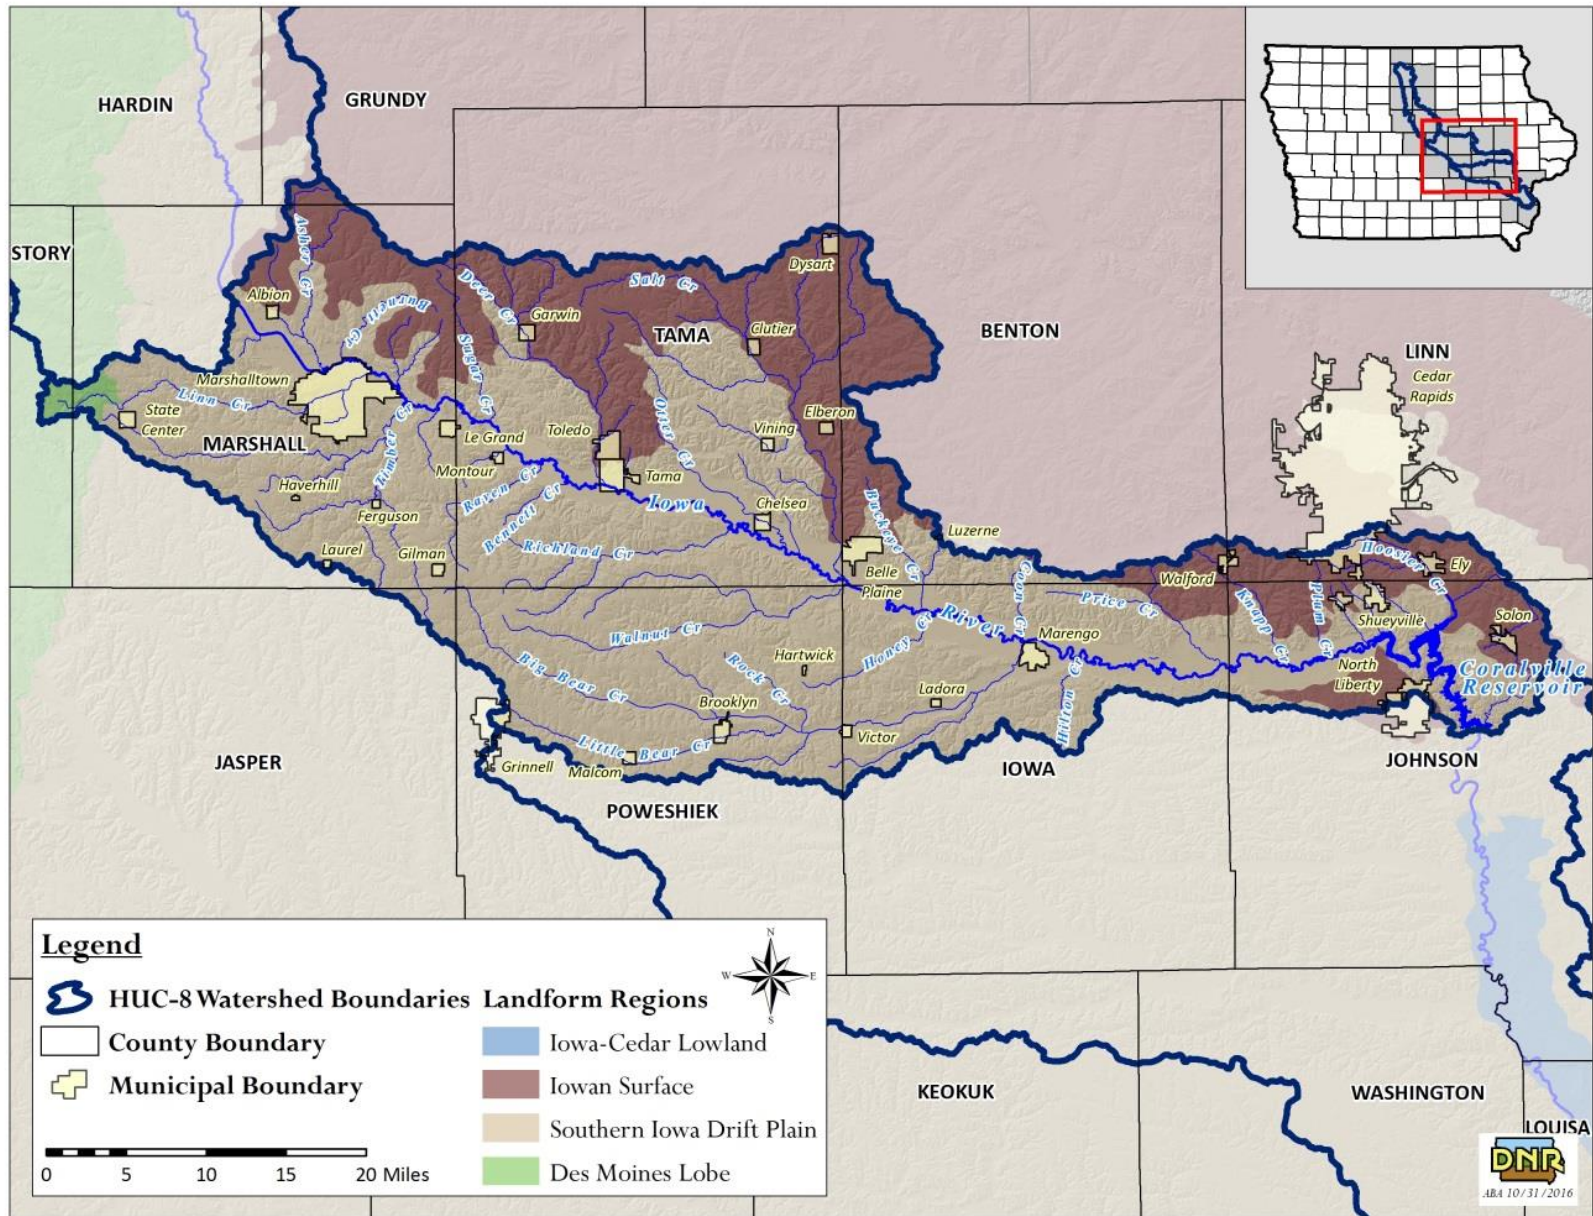 HARDIN
GRUNDY
STORY
Asher Cr
Albion
Burnett Cr
Deer Cr
Garwin
Salt Cr
TAMA
Dysart
Clutier
BENTON
LINN
Cedar
Rapids
Marshalltown
Linn Cr
State
Center
MARSHALL
Timber Cr
Sugar Cr
Le Grand
Toledo
Montour
Tama
Otter Cr
Vining
Elberon
Haverhill
Ferguson
Raven Cr
Bennett Cr
Iowa
Chelsea
Buckeye Cr
Luzerne
Laurel
Gilman
Richland Cr
Belle
Plaine
Coon Cr
Walford
Hoosier Cr
Ely
Price Cr
Knapp Cr
Plum Cr
Shueyville
Solon
River
Walnut Cr
Marengo
Hartwick
Honey Cr
Big Bear Cr
Rock Cr
North
Liberty
Coralville
Reservoir
Ladora
Hilton Cr
Brooklyn
Little Bear Cr
Victor
Grinnell
Malcom
JASPER
POWESHIEK
IOWA
JOHNSON
Legend
HUC-8 Watershed Boundaries
County Boundary
Municipal Boundary
0 5 10 15 20 Miles
Landform Regions
Iowa-Cedar Lowland
Iowan Surface
Southern Iowa Drift Plain
Des Moines Lobe
N
W E
S
KEOKUK
WASHINGTON
LOUISA
DNR
ABA 10/31/2016